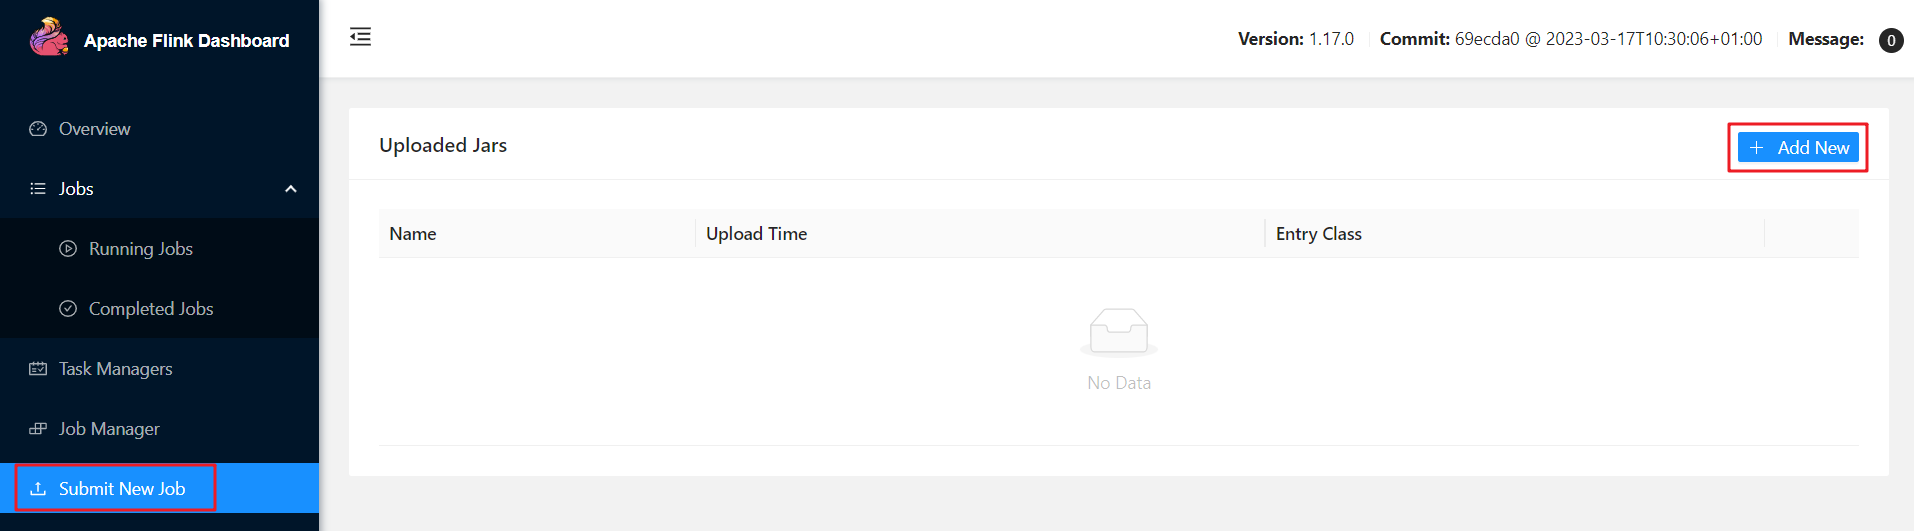 Apache Flink Dashboard
Version: 1.17.0 Commit: 69ecda0 @ 2023-03-17T10:30:06+01:00 Message: 0
Overview
Jobs
Running Jobs
Completed Jobs
Task Managers
Job Manager
Submit New Job
Uploaded Jars
Add New
Name Upload Time Entry Class
No Data